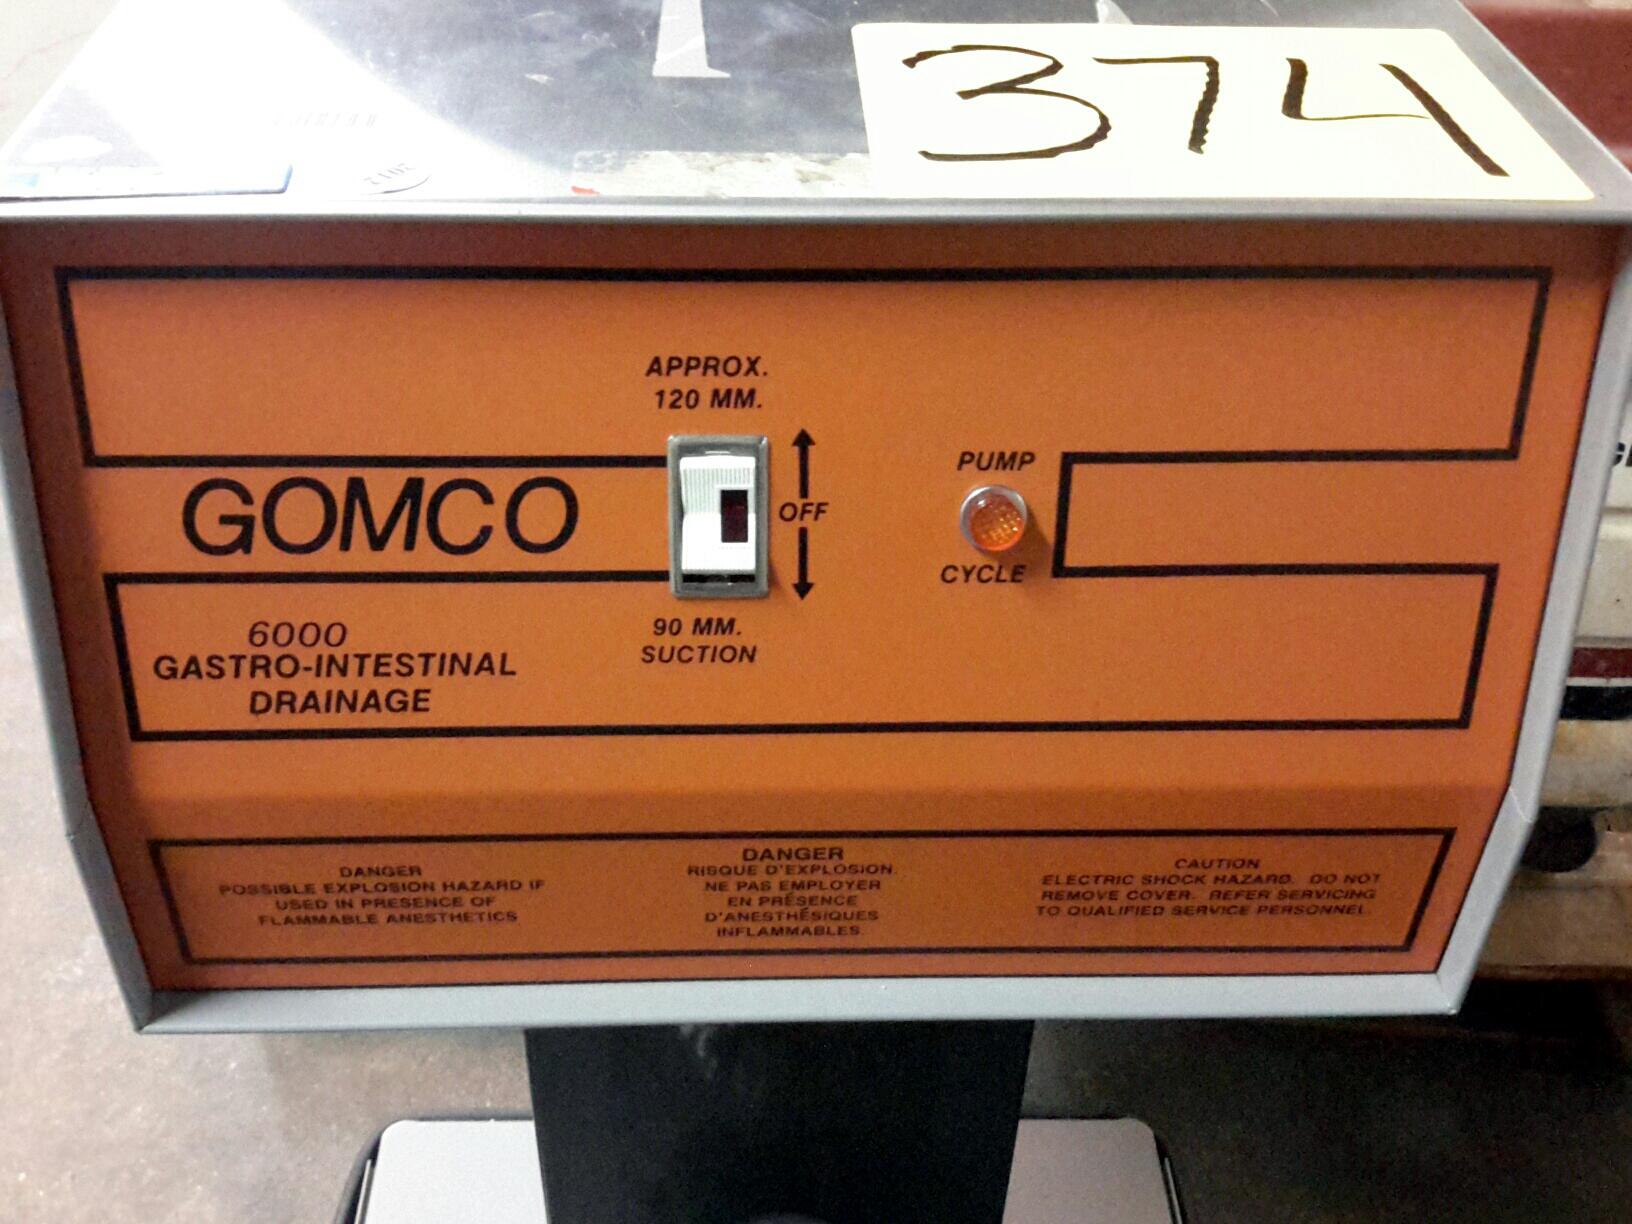 374
2012
APPROX.
120 MM.
GOMCO
OFF
PUMP
CYCLE
90 MM.
SUCTION
6000
GASTRO-INTESTINAL
DRAINAGE
DANGER
POSSIBLE EXPLOSION HAZARD IF
USED IN PRESENCE OF
FLAMMABLE ANESTHETICS
DANGER
RISQUE D'EXPLOSION.
NE PAS EMPLOYER
EN PRÉSENCE
D'ANESTHÉSIQUES
INFLAMMABLES.
CAUTION
ELECTRIC SHOCK HAZARD. DO NOT
REMOVE COVER. REFER SERVICING
TO QUALIFIED SERVICE PERSONNEL.